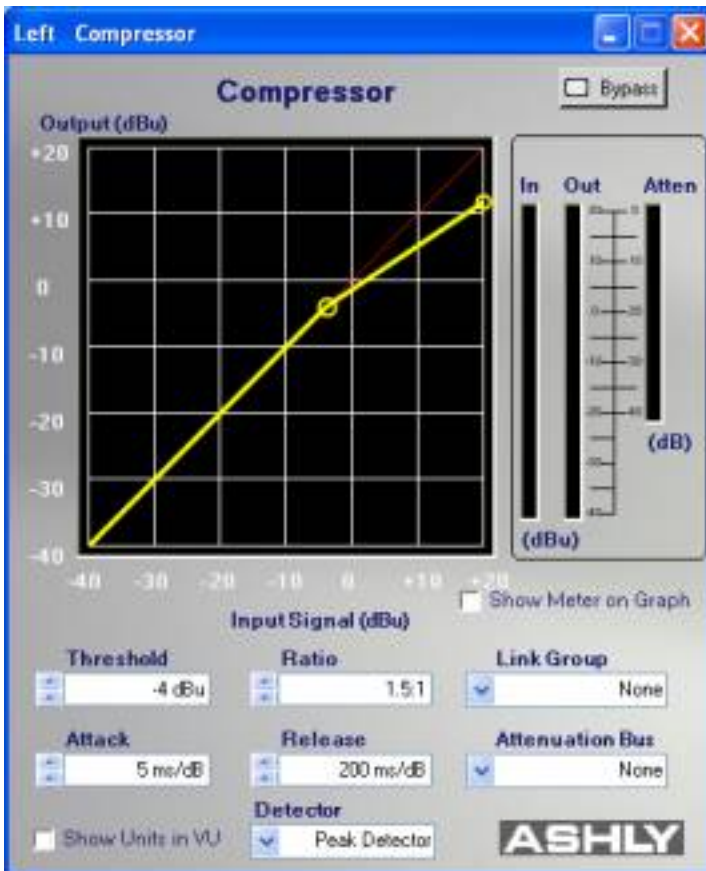 Left Compressor
Compressor
Bypass
Output (dBu)
+20
+10
0
-10
-20
-30
-40
-40 -30 -20 -10 0 +10 +20
Input Signal (dBu)
In Out Atten
(dB)
(dBu)
Show Meter on Graph
Threshold Ratio Link Group
-4 dBu 1.5:1 None
Attack Release Attenuation Bus
5 ms/dB 200 ms/dB None
Detector
Show Units in VU Peak Detector ASHLY